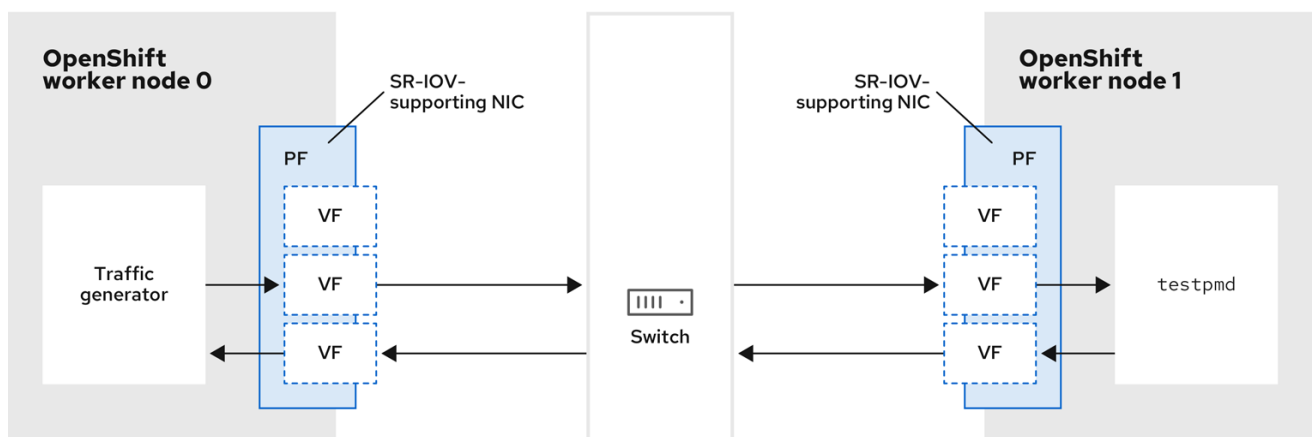 OpenShift
worker node 0
SR-IOV-
supporting NIC
PF
VF
VF
VF
Traffic
generator
Switch
OpenShift
worker node 1
SR-IOV-
supporting NIC
PF
VF
VF
VF
testpmd